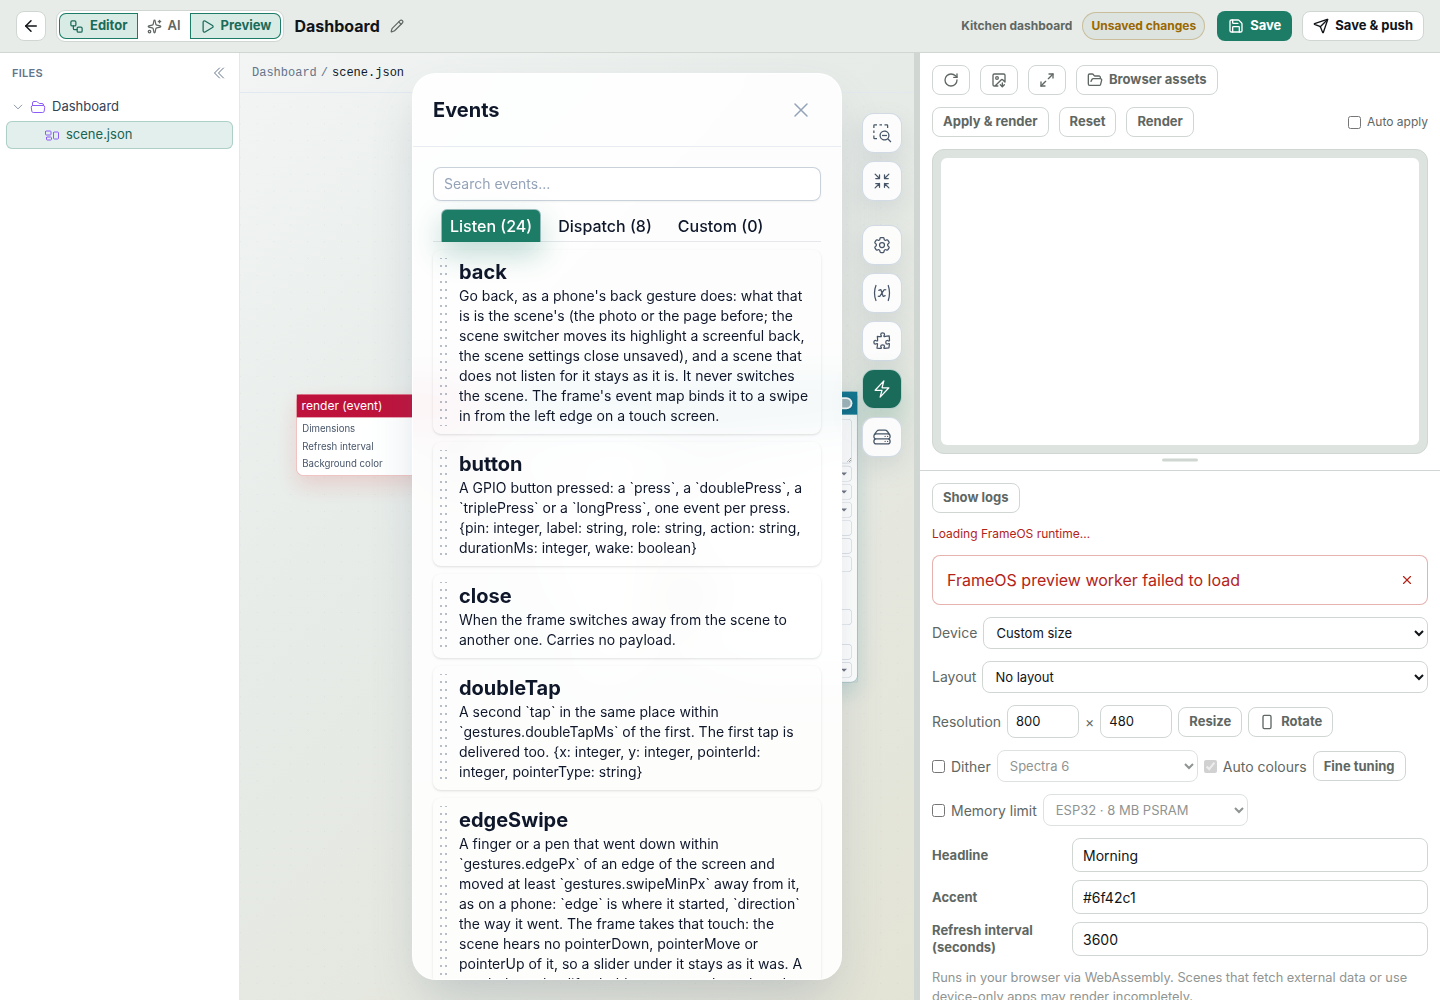 Editor
AI
Preview
Dashboard
Kitchen dashboard
Unsaved changes
Save
Save & push
FILES
Dashboard
scene.json
Dashboard / scene.json
render (event)
Dimensions
Refresh interval
Background color
Events
Search events...
Listen (24)
Dispatch (8)
Custom (0)
back
Go back, as a phone's back gesture does: what that
is is the scene's (the photo or the page before; the
scene switcher moves its highlight a screenful back,
the scene settings close unsaved), and a scene that
does not listen for it stays as it is. It never switches
the scene. The frame's event map binds it to a swipe
in from the left edge on a touch screen.
button
A GPIO button pressed: a `press`, a `doublePress`, a
`triplePress` or a `longPress`, one event per press.
{pin: integer, label: string, role: string, action: string,
durationMs: integer, wake: boolean}
close
When the frame switches away from the scene to
another one. Carries no payload.
doubleTap
A second `tap` in the same place within
`gestures.doubleTapMs` of the first. The first tap is
delivered too. {x: integer, y: integer, pointerId:
integer, pointerType: string}
edgeSwipe
A finger or a pen that went down within
`gestures.edgePx` of an edge of the screen and
moved at least `gestures.swipeMinPx` away from it,
as on a phone: `edge` is where it started, `direction`
the way it went. The frame takes that touch: the
scene hears no pointerDown, pointerMove or
pointerUp of it, so a slider under it stays as it was. A
(x)
Browser assets
Apply & render
Reset
Render
Auto apply
Show logs
Loading FrameOS runtime...
FrameOS preview worker failed to load
×
Device
Custom size
Layout
No layout
Resolution
800
×
480
Resize
Rotate
Dither
Spectra 6
Auto colours
Fine tuning
Memory limit
ESP32 · 8 MB PSRAM
Headline
Morning
Accent
#6f42c1
Refresh interval
(seconds)
3600
Runs in your browser via WebAssembly. Scenes that fetch external data or use
device-only apps may render incompletely.